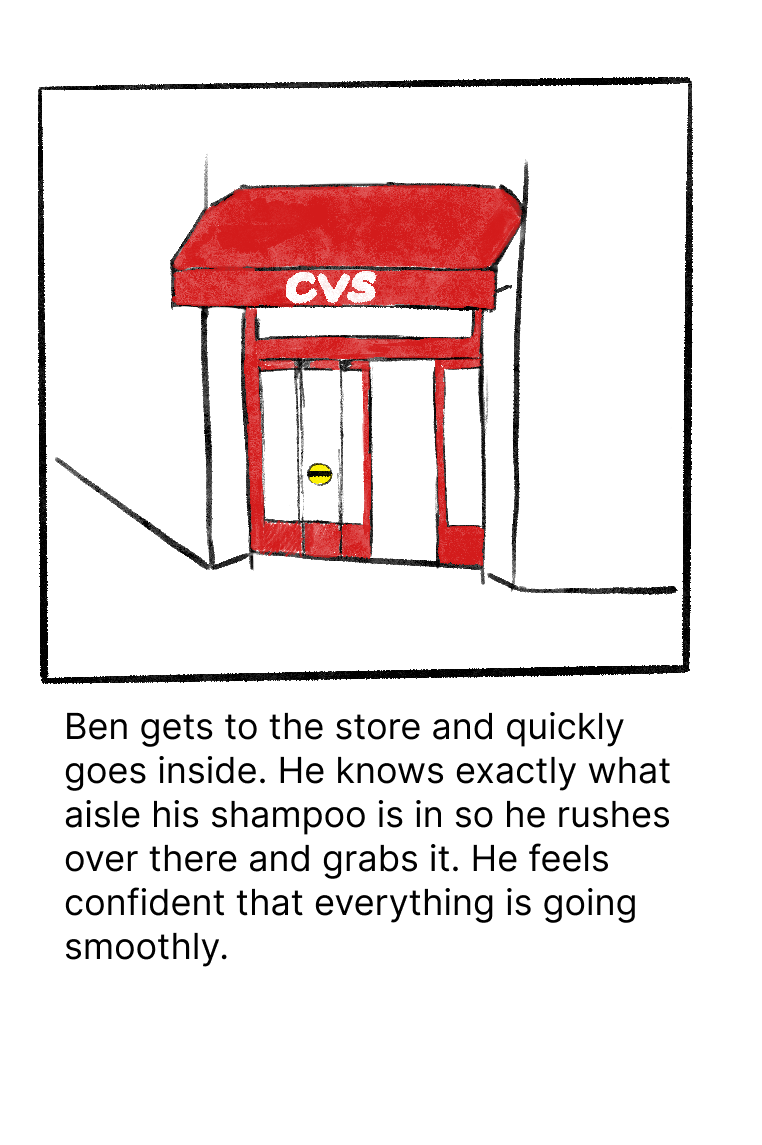 CVS
Ben gets to the store and quickly
goes inside. He knows exactly what
aisle his shampoo is in so he rushes
over there and grabs it. He feels
confident that everything is going
smoothly.